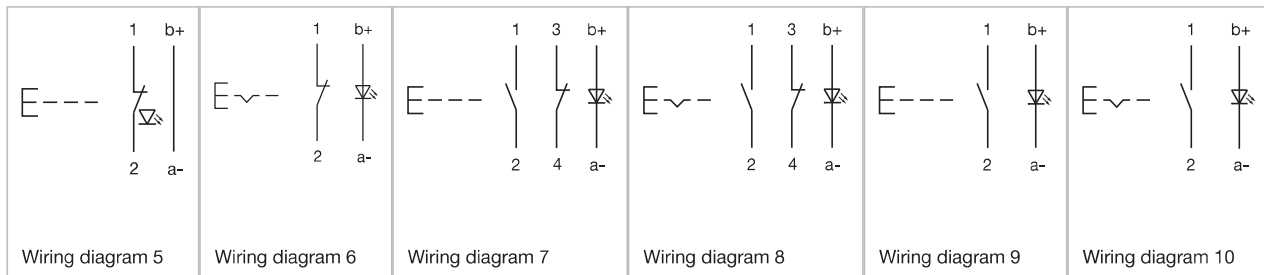 1 b+
2 a-
Wiring diagram 5
1 b+
2 a-
Wiring diagram 6
1 3 b+
2 4 a-
Wiring diagram 7
1 3 b+
2 4 a-
Wiring diagram 8
1 b+
2 a-
Wiring diagram 9
1 b+
2 a-
Wiring diagram 10